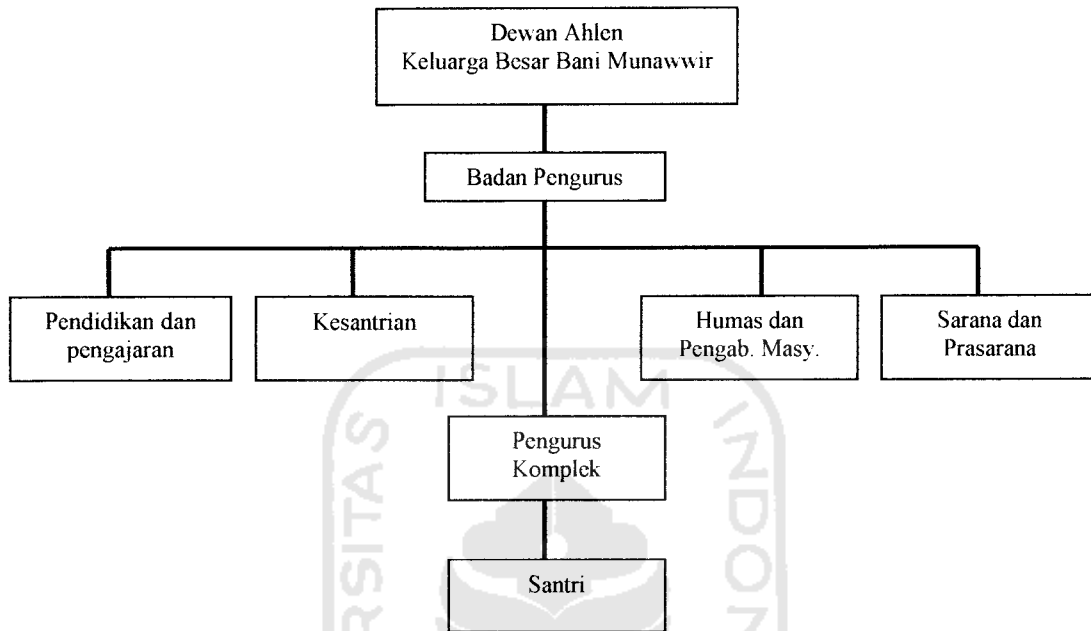 Dewan Ahlen
Keluarga Besar Bani Munawwir
Badan Pengurus
Pendidikan dan
pengajaran
Kesantrian
Humas dan
Pengab. Masy.
Sarana dan
Prasarana
ISLAM
Pengurus
Komplek
Santri